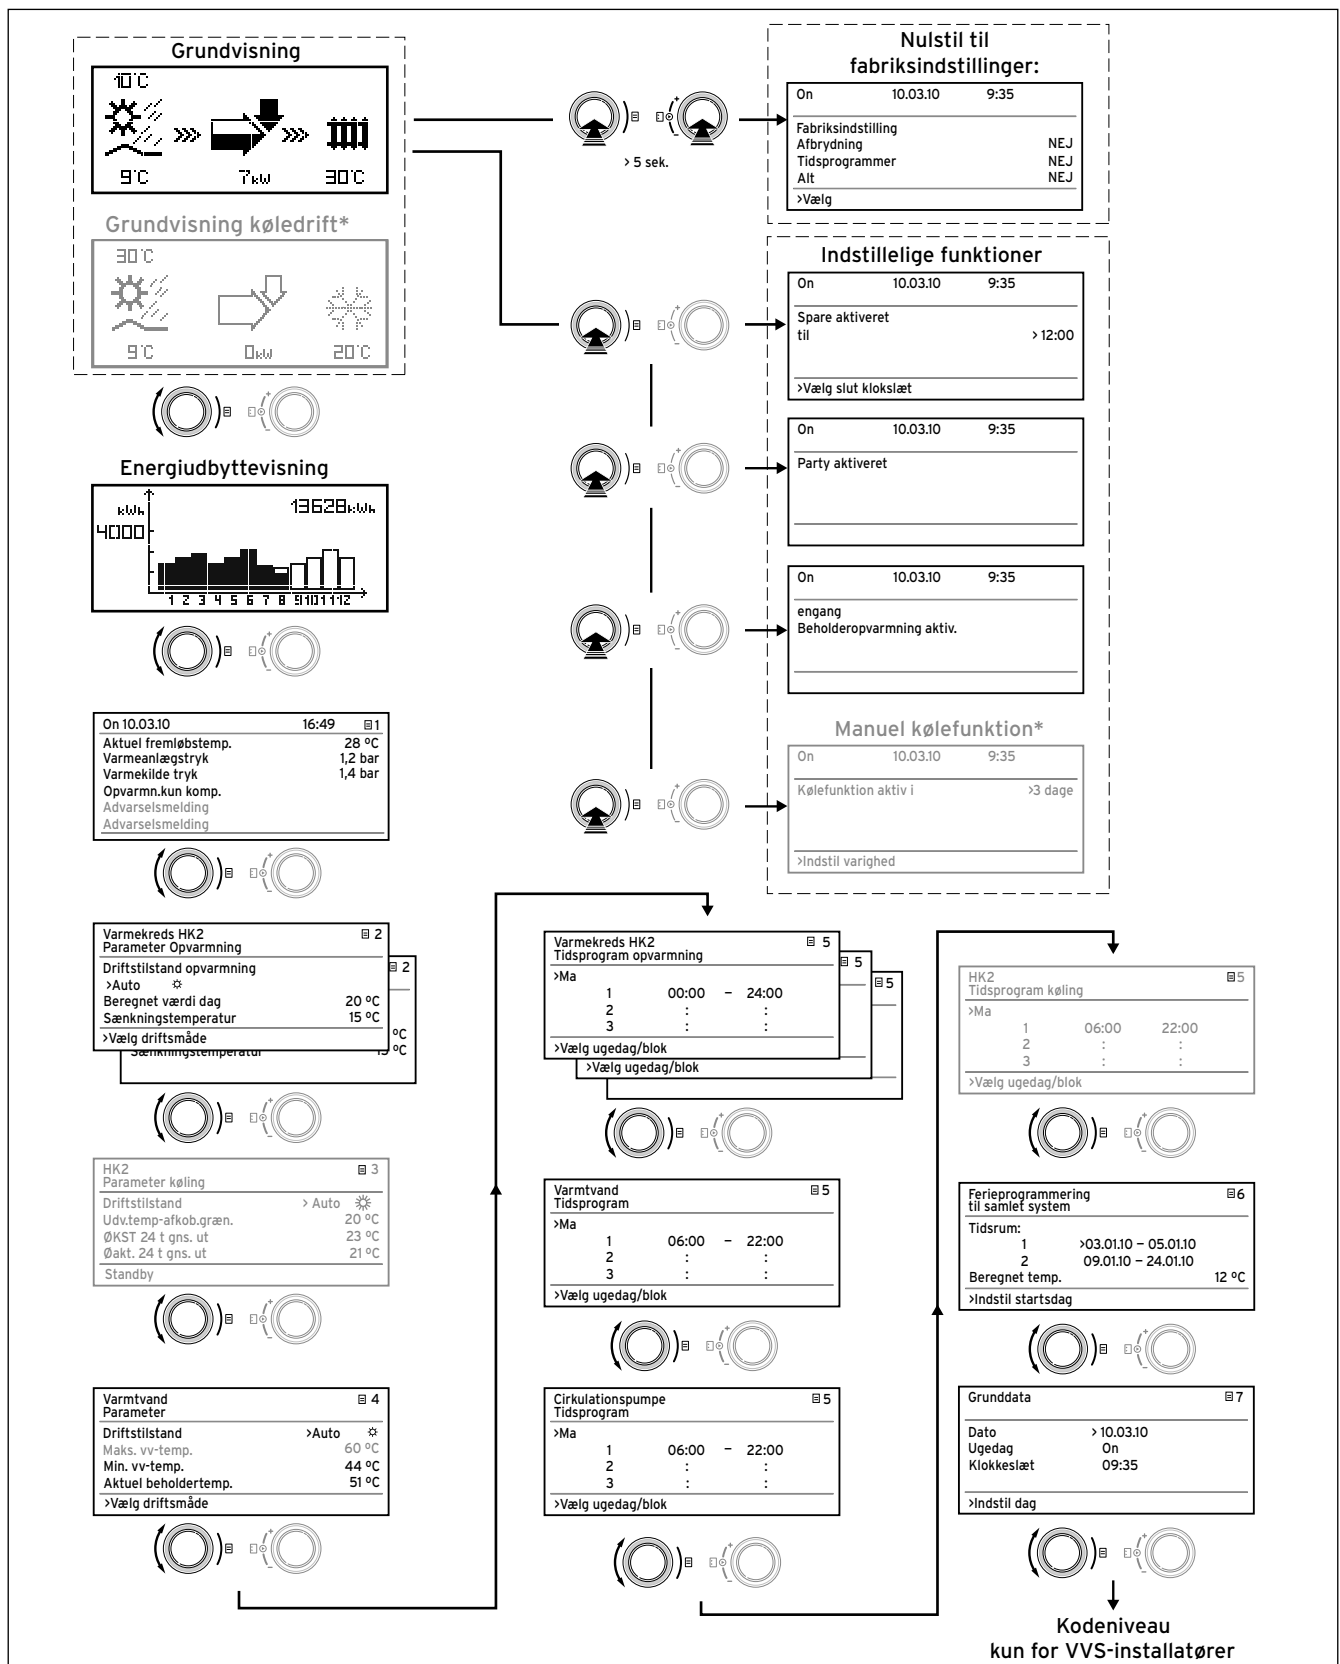 Grundvisning
10°C
9°C 7kW 30°C
Grundvisning køledrift*
30°C
9°C 0kW 20°C
Energiudbyttevisning
kWh 13628kWh
4000
1 2 3 4 5 6 7 8 9 10 11 12
On 10.03.10 16:49 1
Aktuel fremløbstemp. 28 °C
Varmeanlægstryk 1,2 bar
Varmekilde tryk 1,4 bar
Opvarmn.kun komp.
Advarselsmelding
Advarselsmelding
Varmekreds HK2 2
Parameter Opvarmning
Driftstilstand opvarmning
>Auto
Beregnet værdi dag 20 °C
Sænkningstemperatur 15 °C
>Vælg driftsmåde
2
°C
Sænkningstemperatur 15 °C
HK2 3
Parameter køling
Driftstilstand > Auto
Udv.temp-afkob.græn. 20 °C
ØKST 24 t gns. ut 23 °C
Øakt. 24 t gns. ut 21 °C
Standby
Varmtvand 4
Parameter
Driftstilstand >Auto
Maks. vv-temp. 60 °C
Min. vv-temp. 44 °C
Aktuel beholdertemp. 51 °C
>Vælg driftsmåde
> 5 sek.
Nulstil til
fabriksindstillinger:
On 10.03.10 9:35
Fabriksindstilling
Afbrydning NEJ
Tidsprogrammer NEJ
Alt NEJ
>Vælg
Indstillelige funktioner
On 10.03.10 9:35
Spare aktiveret
til > 12:00
>Vælg slut klokslæt
On 10.03.10 9:35
Party aktiveret
On 10.03.10 9:35
engang
Beholderopvarmning aktiv.
Manuel kølefunktion*
On 10.03.10 9:35
Kølefunktion aktiv i >3 dage
>Indstil varighed
Varmekreds HK2 5
Tidsprogram opvarmning
>Ma
1 00:00 – 24:00
2 : :
3 : :
>Vælg ugedag/blok
5
>Vælg ugedag/blok
5
Varmtvand 5
Tidsprogram
>Ma
1 06:00 – 22:00
2 : :
3 : :
>Vælg ugedag/blok
Cirkulationspumpe 5
Tidsprogram
>Ma
1 06:00 – 22:00
2 : :
3 : :
>Vælg ugedag/blok
HK2 5
Tidsprogram køling
>Ma
1 06:00 22:00
2 : :
3 : :
>Vælg ugedag/blok
Ferieprogrammering 6
til samlet system
Tidsrum:
1 >03.01.10 – 05.01.10
2 09.01.10 – 24.01.10
Beregnet temp. 12 °C
>Indstil startsdag
Grunddata 7
Dato > 10.03.10
Ugedag On
Klokkeslæt 09:35
>Indstil dag
Kodeniveau
kun for VVS-installatører